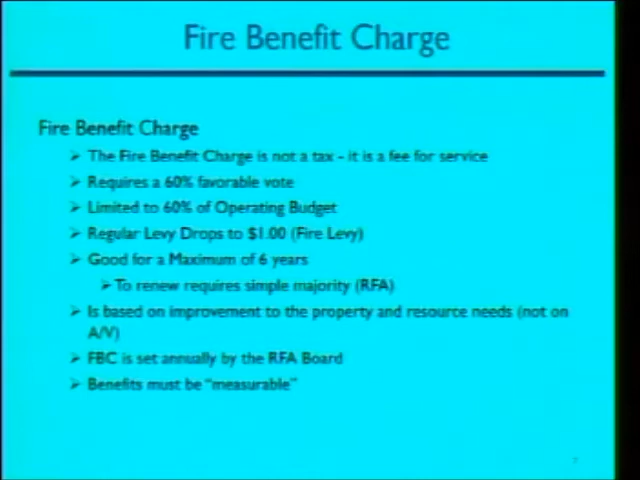 Fire Benefit Charge
Fire Benefit Charge
➢ The Fire Benefit Charge is not a tax - it is a fee for service
➢ Requires a 60% favorable vote
➢ Limited to 60% of Operating Budget
➢ Regular Levy Drops to $1.00 (Fire Levy)
➢ Good for a Maximum of 6 years
➢ To renew requires simple majority (RFA)
➢ Is based on improvement to the property and resource needs (not on
A/V)
➢ FBC is set annually by the RFA Board
➢ Benefits must be "measurable"